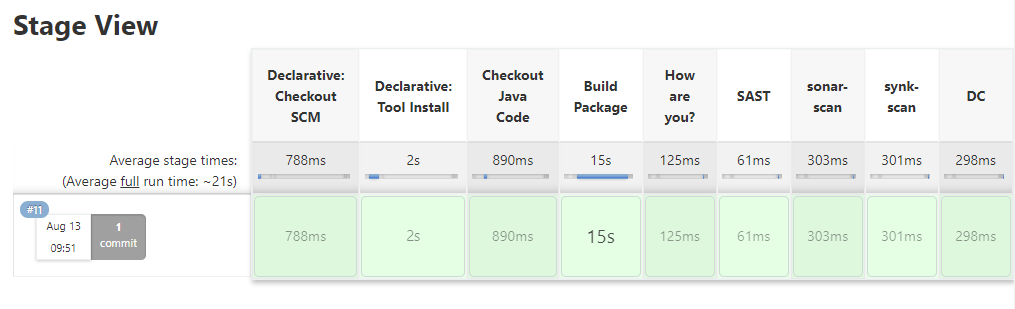 Stage View
Declarative: Checkout SCM
Declarative: Tool Install
Checkout Java Code
Build Package
How are you?
SAST
sonar-scan
synk-scan
DC
Average stage times:
788ms
2s
890ms
15s
125ms
61ms
303ms
301ms
298ms
(Average full run time: ~21s)
#11
Aug 13
09:51
1
commit
788ms
2s
890ms
15s
125ms
61ms
303ms
301ms
298ms